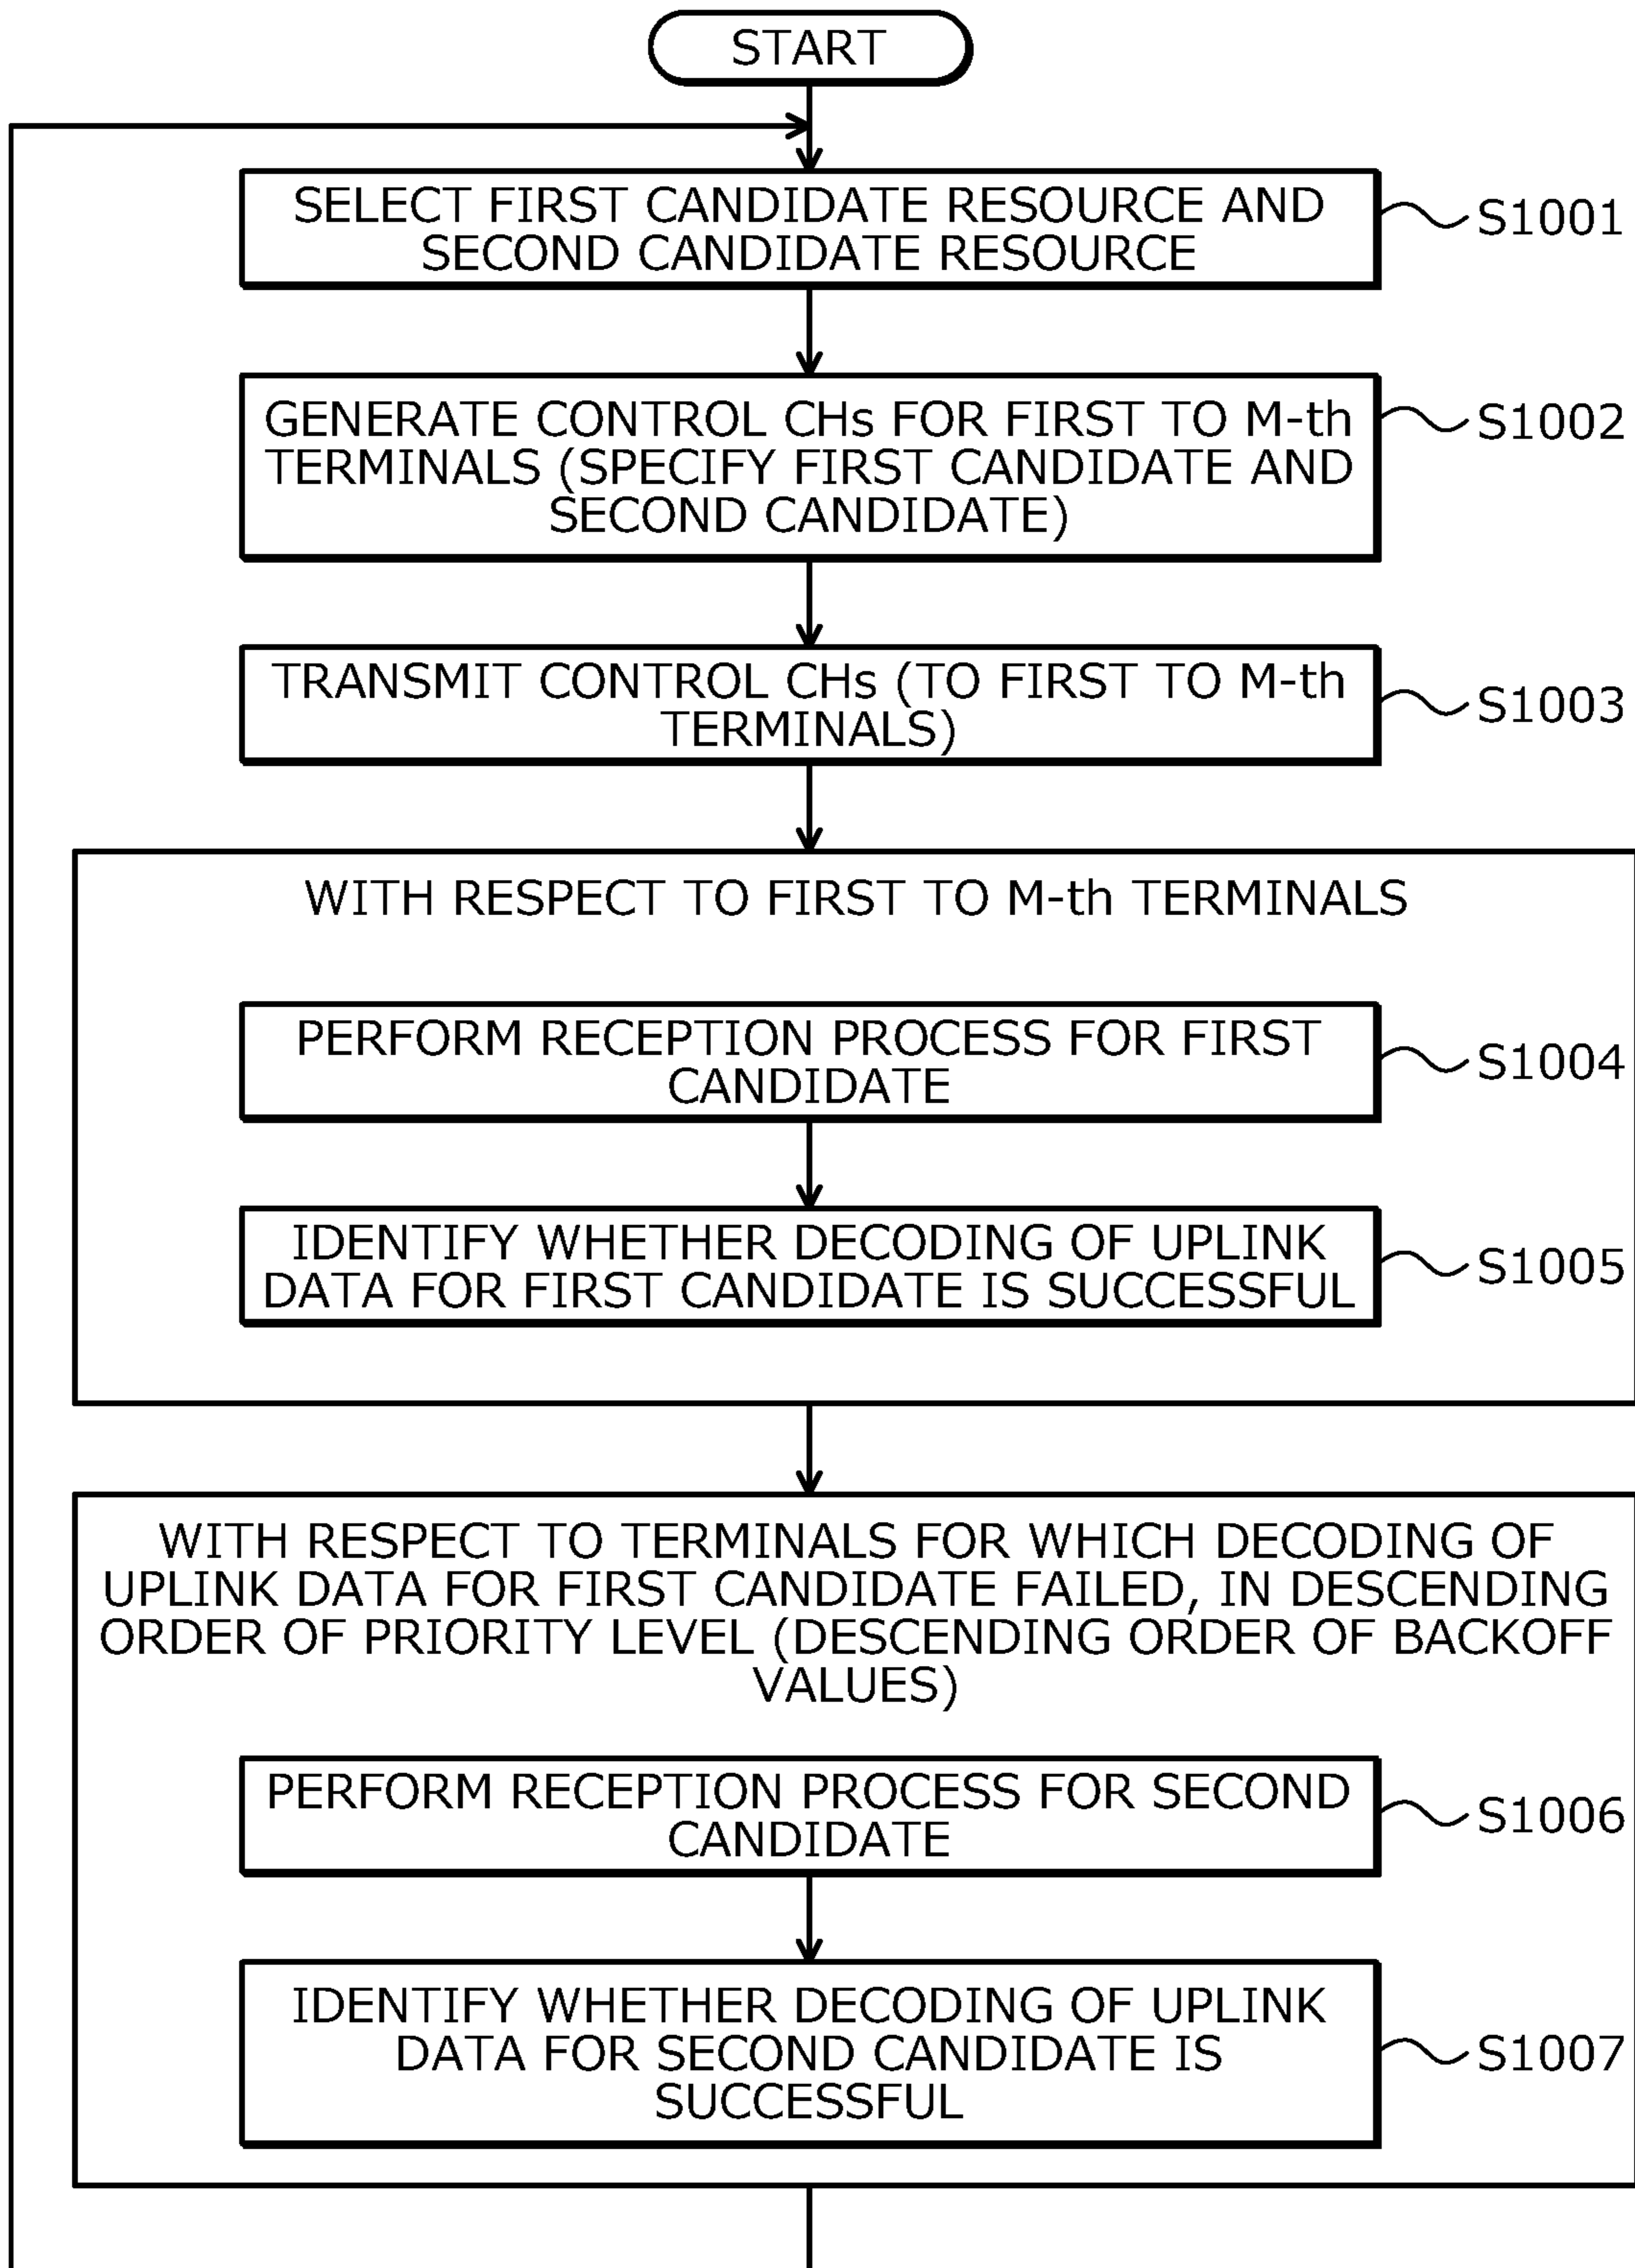 START
SELECT FIRST CANDIDATE RESOURCE AND
SECOND CANDIDATE RESOURCE
S1001
GENERATE CONTROL CHs FOR FIRST TO M-th
TERMINALS (SPECIFY FIRST CANDIDATE AND
SECOND CANDIDATE)
S1002
TRANSMIT CONTROL CHs (TO FIRST TO M-th
TERMINALS)
S1003
WITH RESPECT TO FIRST TO M-th TERMINALS
PERFORM RECEPTION PROCESS FOR FIRST
CANDIDATE
S1004
IDENTIFY WHETHER DECODING OF UPLINK
DATA FOR FIRST CANDIDATE IS SUCCESSFUL
S1005
WITH RESPECT TO TERMINALS FOR WHICH DECODING OF
UPLINK DATA FOR FIRST CANDIDATE FAILED, IN DESCENDING
ORDER OF PRIORITY LEVEL (DESCENDING ORDER OF BACKOFF
VALUES)
PERFORM RECEPTION PROCESS FOR SECOND
CANDIDATE
S1006
IDENTIFY WHETHER DECODING OF UPLINK
DATA FOR SECOND CANDIDATE IS
SUCCESSFUL
S1007